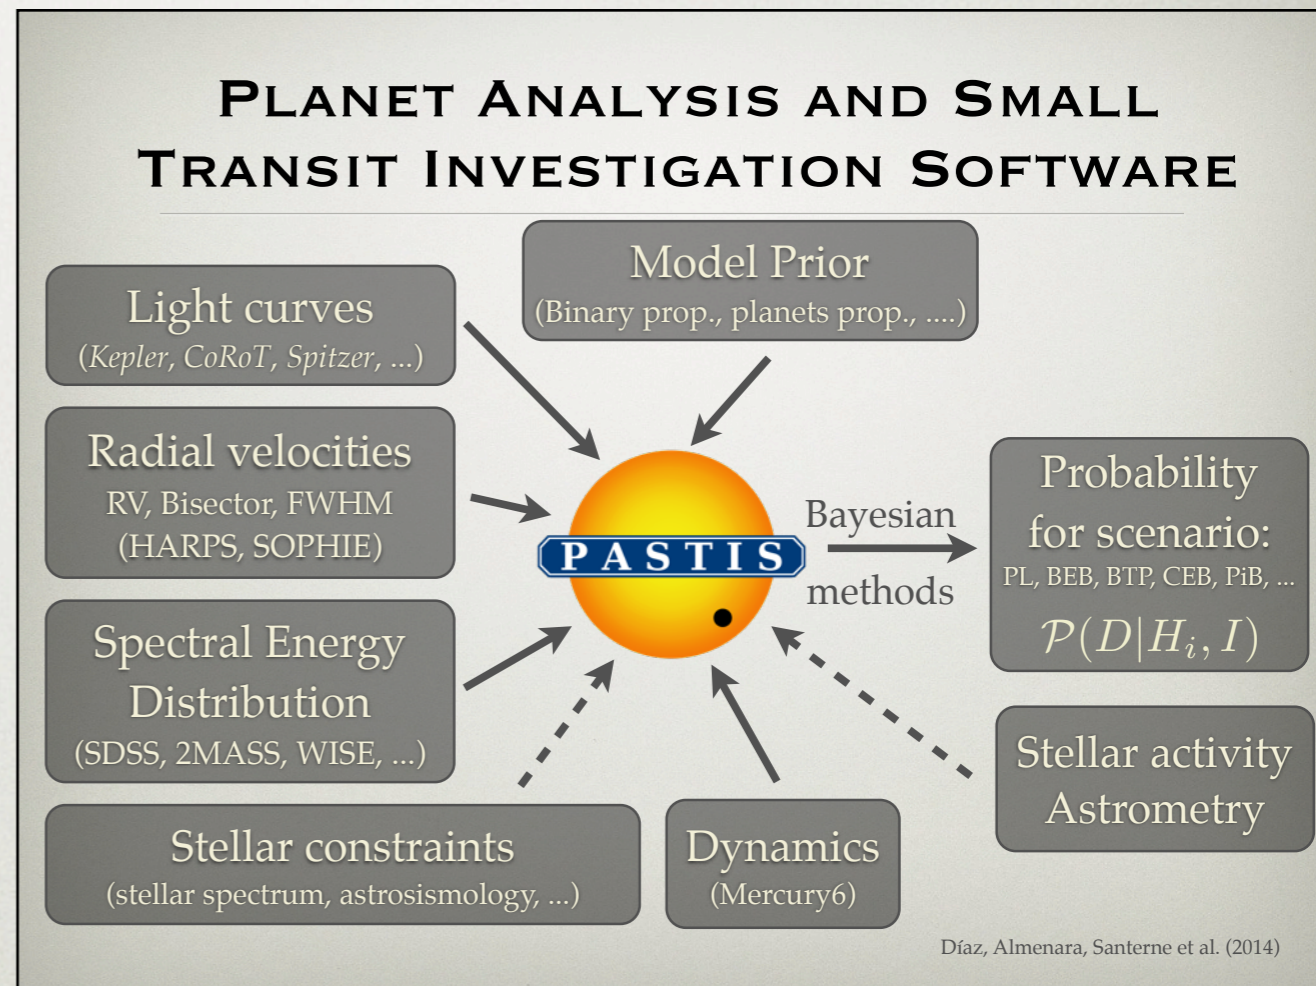 PLANET ANALYSIS AND SMALL
TRANSIT INVESTIGATION SOFTWARE
Model Prior
(Binary prop., planets prop., ....)
Light curves
(Kepler, CoRoT, Spitzer, ...)
Radial velocities
RV, Bisector, FWHM
(HARPS, SOPHIE)
Spectral Energy
Distribution
(SDSS, 2MASS, WISE, ...)
Stellar constraints
(stellar spectrum, astrosismology, ...)
Dynamics
(Mercury6)
PASTIS
Bayesian
methods
Probability
for scenario:
PL, BEB, BTP, CEB, PiB, ...
P(D|H_i, I)
Stellar activity
Astrometry
Díaz, Almenara, Santerne et al. (2014)